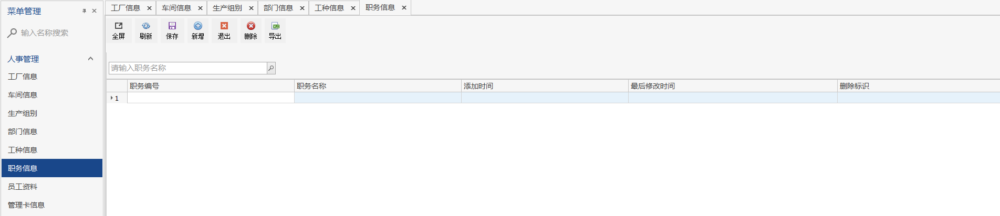 菜单管理
输入名称搜索
人事管理
工厂信息
车间信息
生产组别
部门信息
工种信息
职务信息
员工资料
管理卡信息
工厂信息 车间信息 生产组别 部门信息 工种信息 职务信息
全屏 刷新 保存 新增 退出 删除 导出
请输入职务名称
职务编号 职务名称 添加时间 最后修改时间 删除标识
1